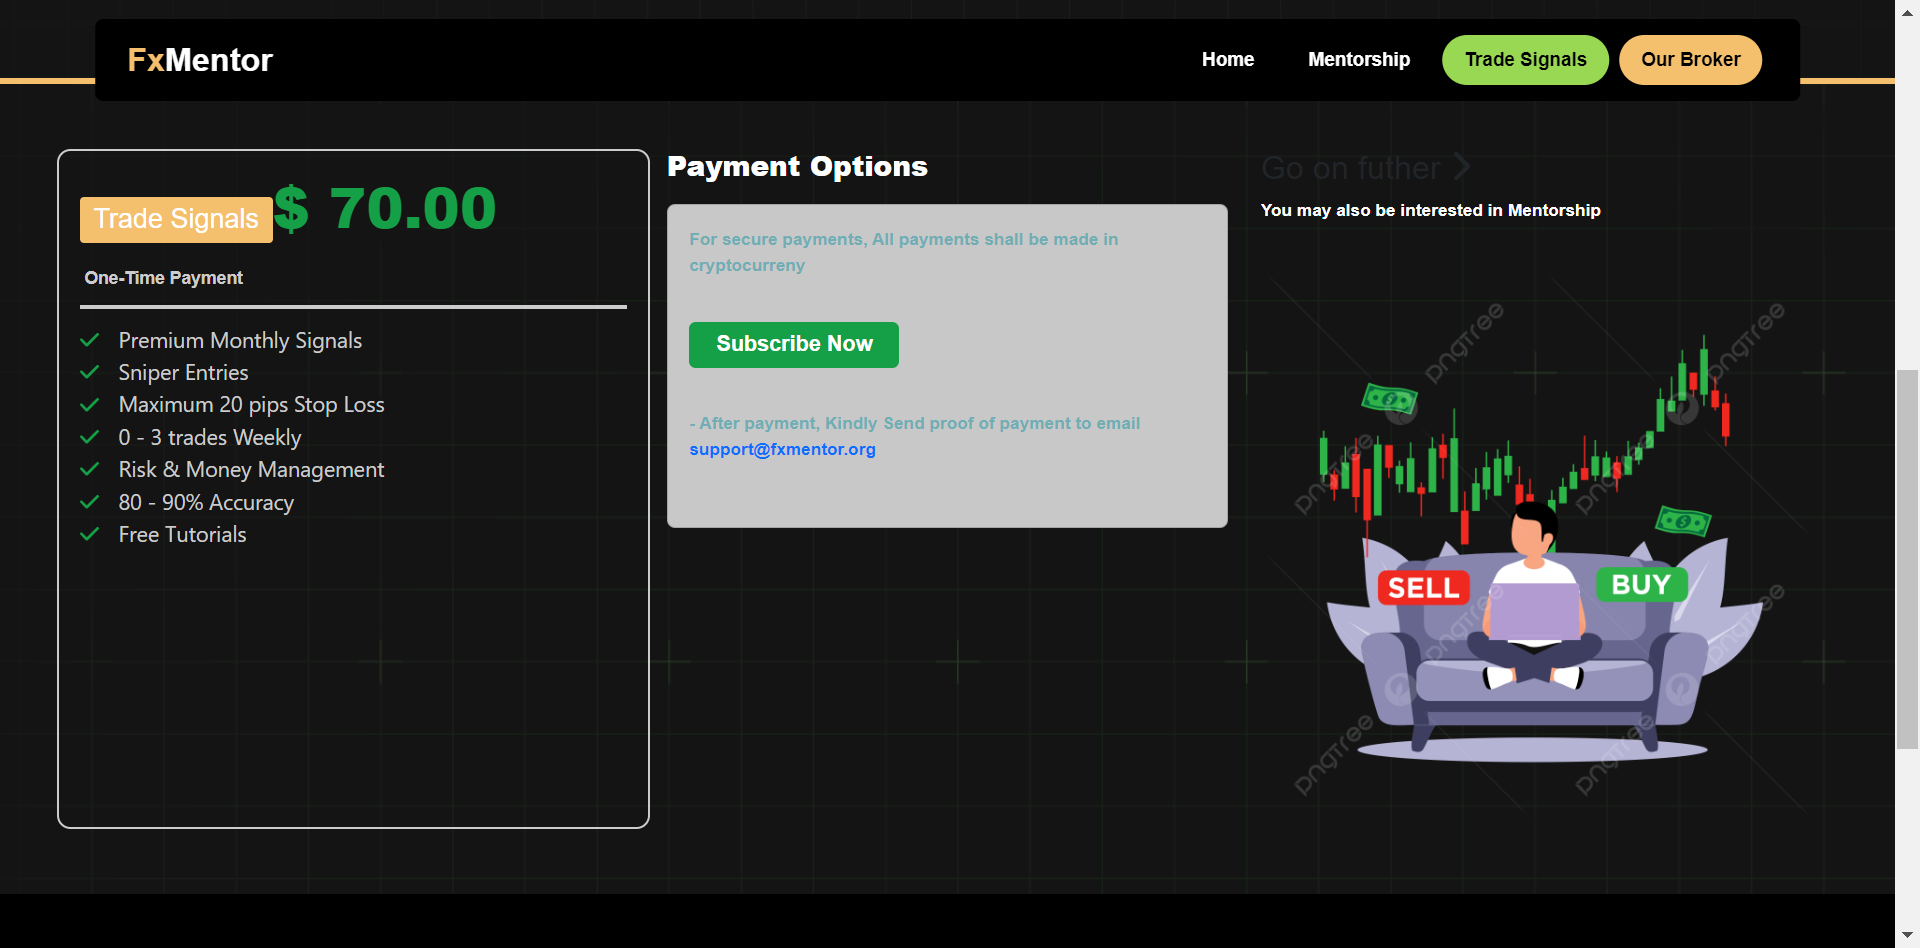 FxMentor
Home
Mentorship
Trade Signals
Our Broker
Trade Signals $ 70.00
One-Time Payment
Premium Monthly Signals
Sniper Entries
Maximum 20 pips Stop Loss
0 - 3 trades Weekly
Risk & Money Management
80 - 90% Accuracy
Free Tutorials
Payment Options
For secure payments, All payments shall be made in
cryptocurreny
Subscribe Now
- After payment, Kindly Send proof of payment to email
support@fxmentor.org
Go on futher
You may also be interested in Mentorship
pngtree
pngtree
pngtree
pngtree
SELL
BUY
pngtree
pngtree
pngtree
pngtree